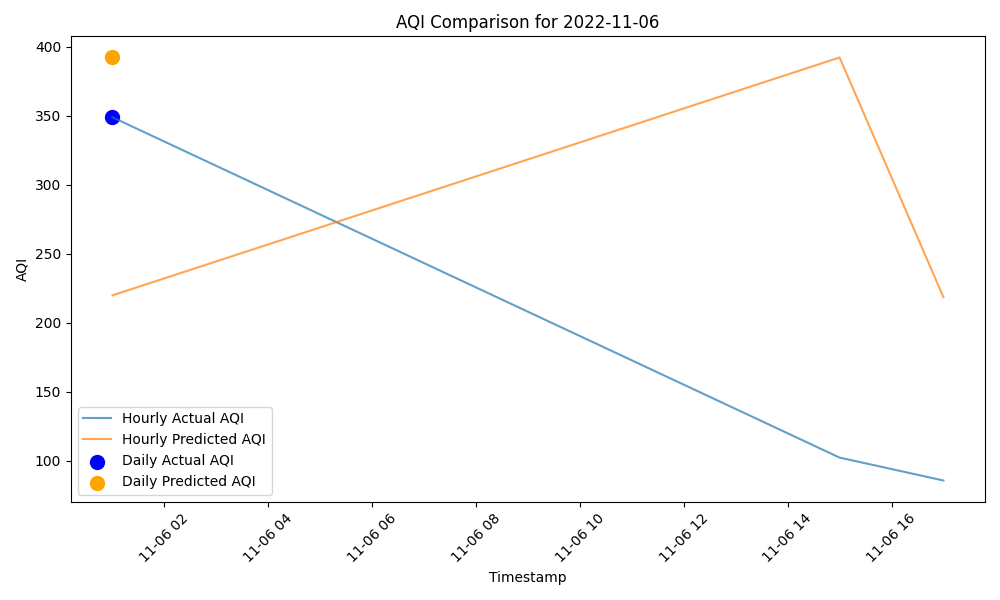 AQI Comparison for 2022-11-06
400
350
300
250
200
150
100
AQI
Hourly Actual AQI
Hourly Predicted AQI
Daily Actual AQI
Daily Predicted AQI
11-06 02
11-06 04
11-06 06
11-06 08
11-06 10
11-06 12
11-06 14
11-06 16
Timestamp